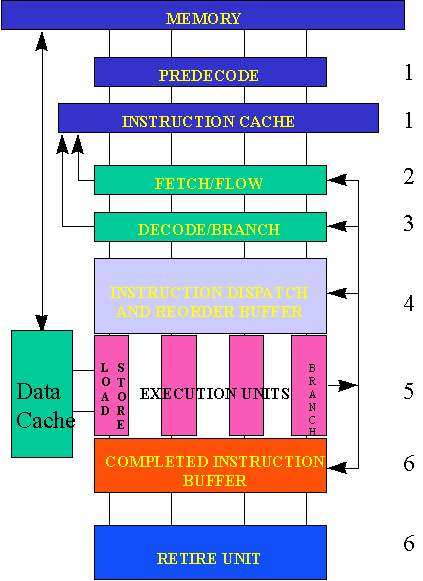 MEMORY
PREDECODE
1
INSTRUCTION CACHE
1
FETCH/FLOW
2
DECODE/BRANCH
3
INSTRUCTION DISPATCH
AND REORDER BUFFER
4
Data
Cache
LOAD
STORE
EXECUTION UNITS
BRANCH
5
COMPLETED INSTRUCTION
BUFFER
6
RETIRE UNIT
6